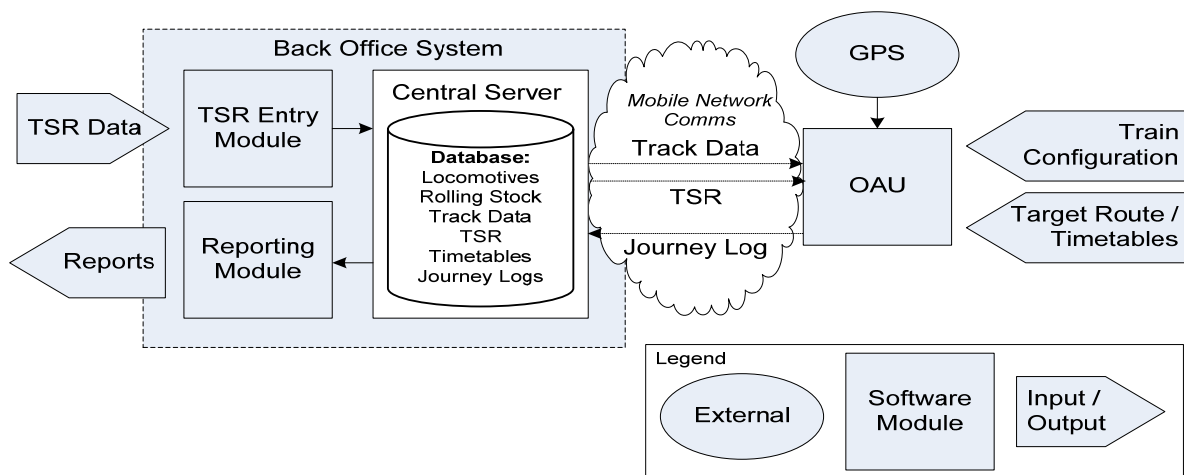 Back Office System
TSR Data
TSR Entry
Module
Reports
Reporting
Module
Central Server
Database:
Locomotives
Rolling Stock
Track Data
TSR
Timetables
Journey Logs
Mobile Network
Comms
Track Data
TSR
Journey Log
GPS
OAU
Train
Configuration
Target Route /
Timetables
Legend
External
Software
Module
Input /
Output